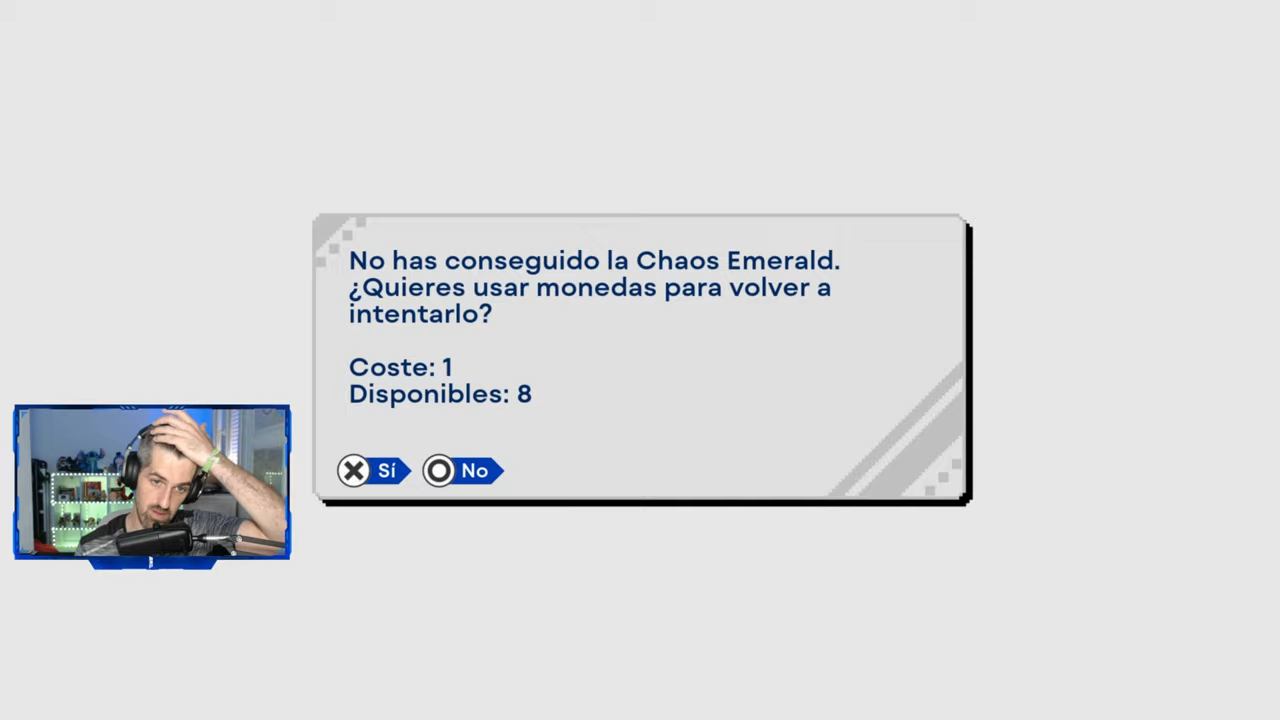 No has conseguido la Chaos Emerald.
¿Quieres usar monedas para volver a
intentarlo?
Coste: 1
Disponibles: 8
Sí No